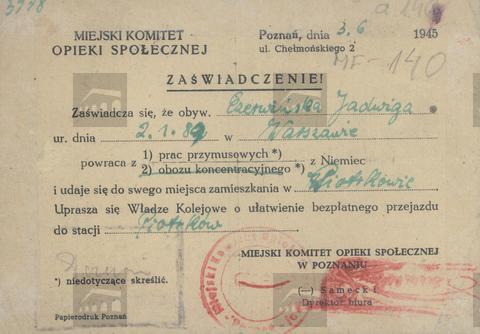 3978
a 1966
MIEJSKI KOMITET
OPIEKI SPOŁECZNEJ
Poznań, dnia 3.6 1945
ul. Chełmońskiego 2
MF-140
ZAŚWIADCZENIE!
Zaświadcza się, że obyw. Czerwińska Jadwiga
ur. dnia 2.1.89 w Warszawie
powraca z 1) prac przymusowych *) z Niemiec
2) obozu koncentracyjnego *)
i udaje się do swego miejsca zamieszkania w Piotrkowie
Uprasza się Władze Kolejowe o ułatwienie bezpłatnego przejazdu
do stacji Piotrków
MIEJSKI KOMITET OPIEKI SPOŁECZNEJ
W POZNANIU
(—) Samecki
Dyrektor biura
*) niedotyczące skreślić.
Papierodruk Poznań